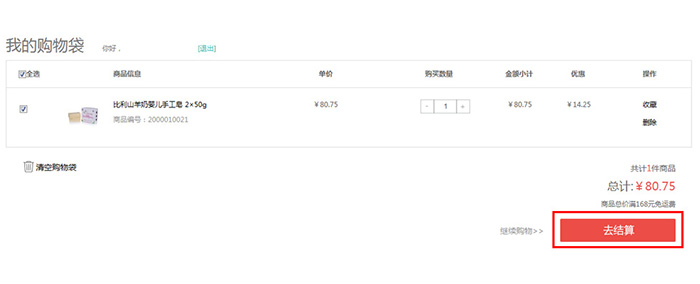 我的购物袋 你好， [退出]
全选 商品信息 单价 购买数量 金额小计 优惠 操作
比利山羊奶婴儿手工皂 2×50g ￥80.75 - 1 + ￥80.75 ￥14.25 收藏
商品编号：2000010021 删除
清空购物袋 共计1件商品
总计:￥80.75
商品总价满168元免运费
继续购物>> 去结算